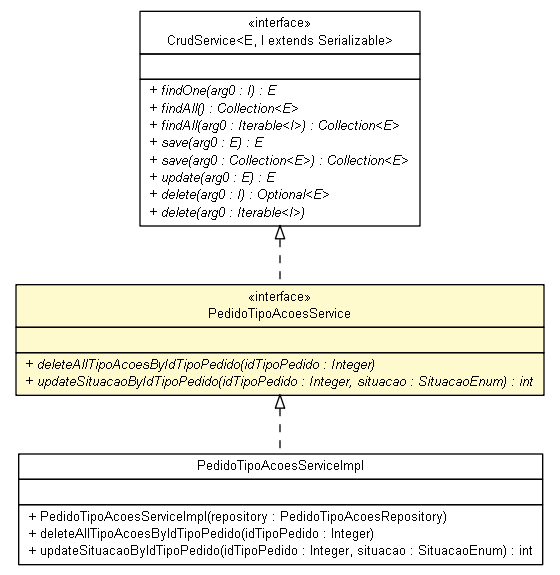 «interface»
CrudService<E, I extends Serializable>
+ findOne(arg0 : I) : E
+ findAll() : Collection<E>
+ findAll(arg0 : Iterable<I>) : Collection<E>
+ save(arg0 : E) : E
+ save(arg0 : Collection<E>) : Collection<E>
+ update(arg0 : E) : E
+ delete(arg0 : I) : Optional<E>
+ delete(arg0 : Iterable<I>)
«interface»
PedidoTipoAcoesService
+ deleteAllTipoAcoesByIdTipoPedido(idTipoPedido : Integer)
+ updateSituacaoByIdTipoPedido(idTipoPedido : Integer, situacao : SituacaoEnum) : int
PedidoTipoAcoesServiceImpl
+ PedidoTipoAcoesServiceImpl(repository : PedidoTipoAcoesRepository)
+ deleteAllTipoAcoesByIdTipoPedido(idTipoPedido : Integer)
+ updateSituacaoByIdTipoPedido(idTipoPedido : Integer, situacao : SituacaoEnum) : int